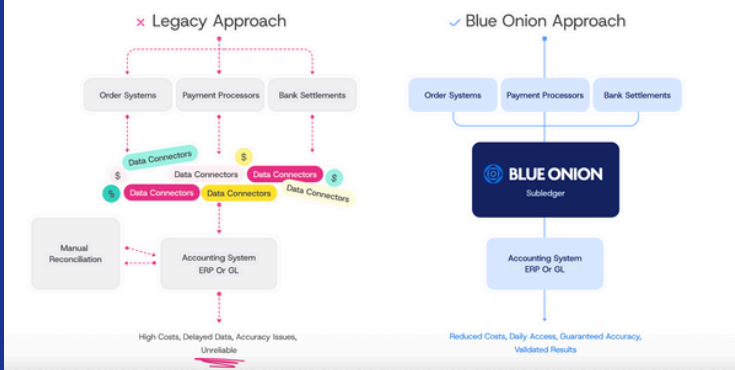 Legacy Approach
Order Systems
Payment Processors
Bank Settlements
Data Connectors
$
$
Data Connectors
Data Connectors
$
$
Data Connectors
Data Connectors
Data Connectors
Manual
Reconciliation
Accounting System
ERP Or GL
High Costs, Delayed Data, Accuracy Issues,
Unreliable
Blue Onion Approach
Order Systems
Payment Processors
Bank Settlements
BLUE ONION
Subledger
Accounting System
ERP Or GL
Reduced Costs, Daily Access, Guaranteed Accuracy,
Validated Results